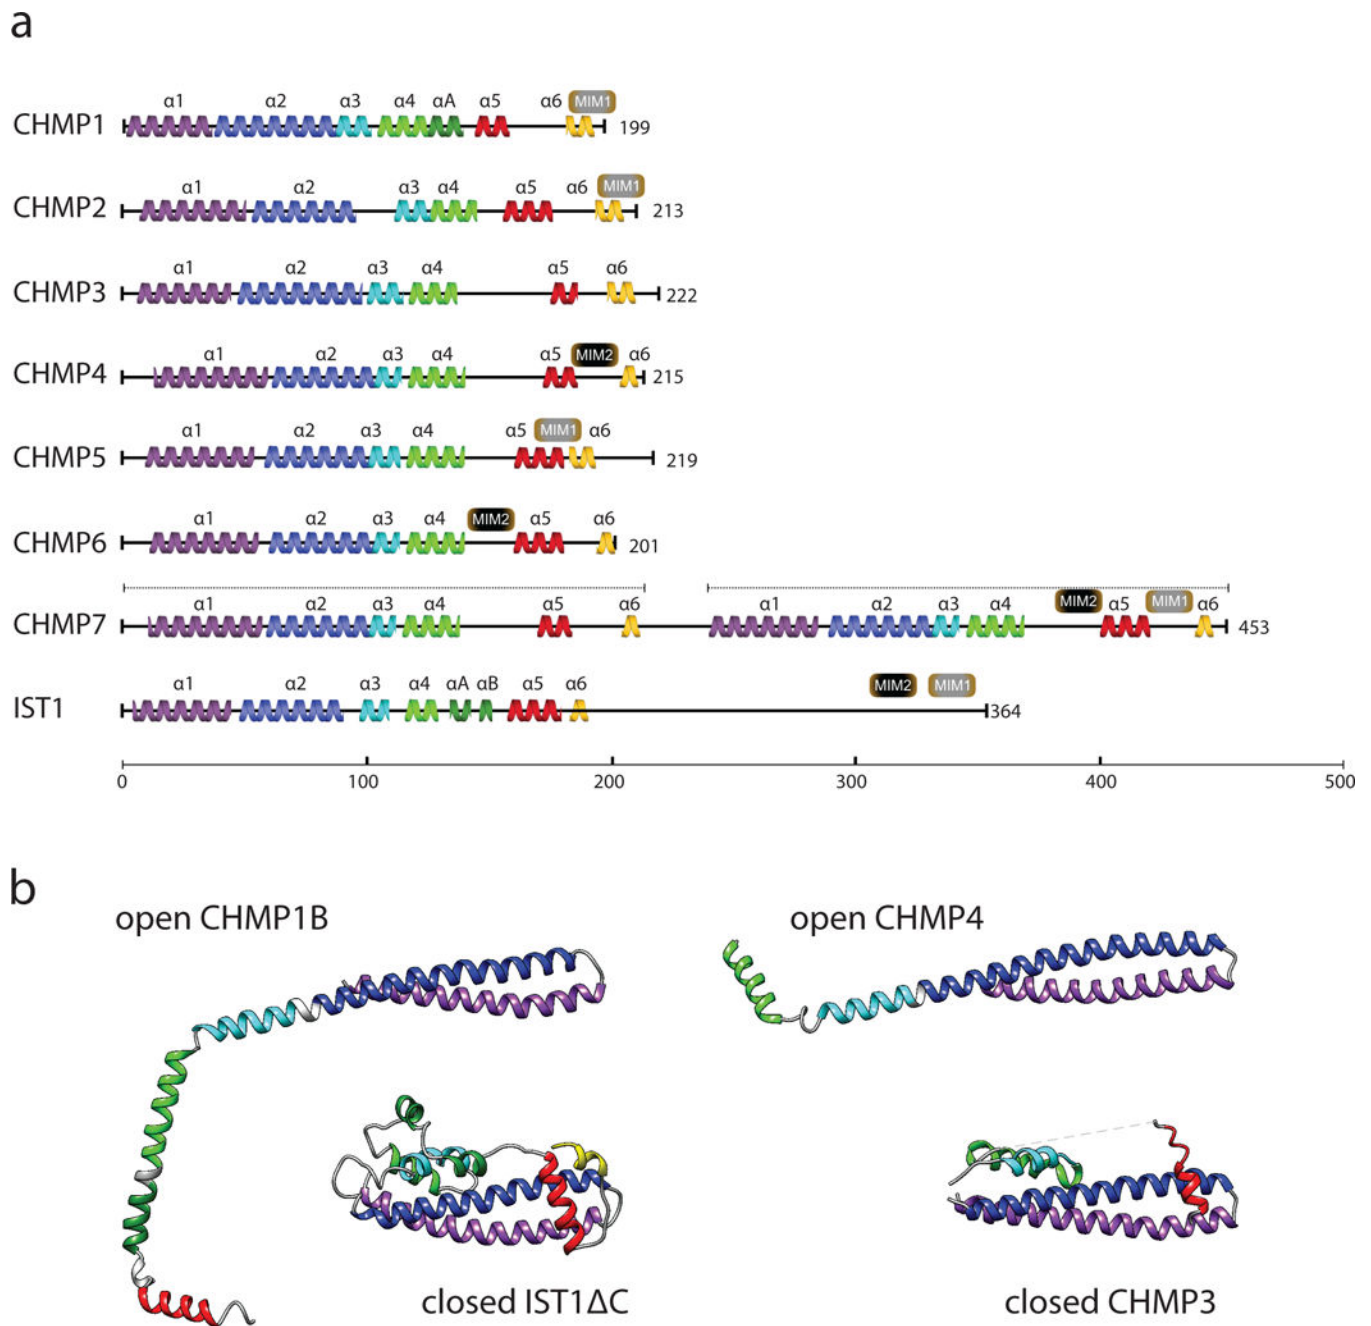 a
α1 α2 α3 α4 αA α5 α6 MIM1
CHMP1 199
α1 α2 α3 α4 α5 α6 MIM1
CHMP2 213
α1 α2 α3 α4 α5 α6
CHMP3 222
α1 α2 α3 α4 α5 MIM2 α6
CHMP4 215
α1 α2 α3 α4 α5 MIM1 α6
CHMP5 219
α1 α2 α3 α4 MIM2 α5 α6
CHMP6 201
α1 α2 α3 α4 α5 α6 α1 α2 α3 α4 MIM2 α5 MIM1 α6
CHMP7 453
α1 α2 α3 α4 αA αB α5 α6 MIM2 MIM1
IST1 364
0 100 200 300 400 500
b
open CHMP1B open CHMP4
closed IST1ΔC closed CHMP3